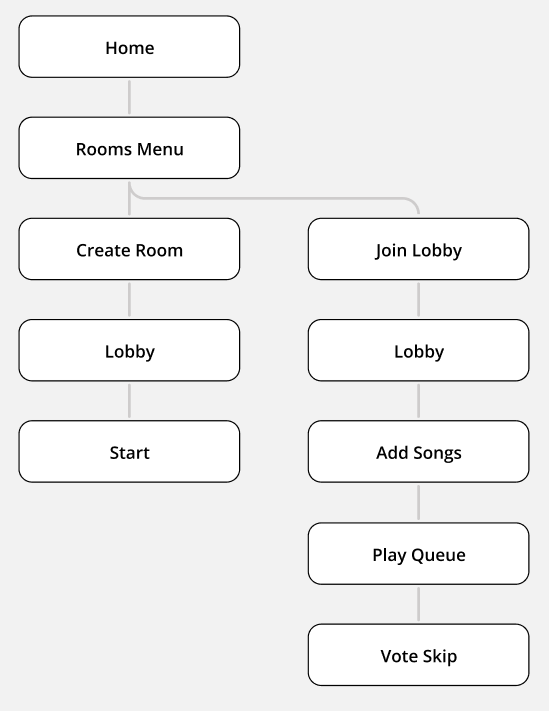 Home
Rooms Menu
Create Room
Join Lobby
Lobby
Lobby
Start
Add Songs
Play Queue
Vote Skip